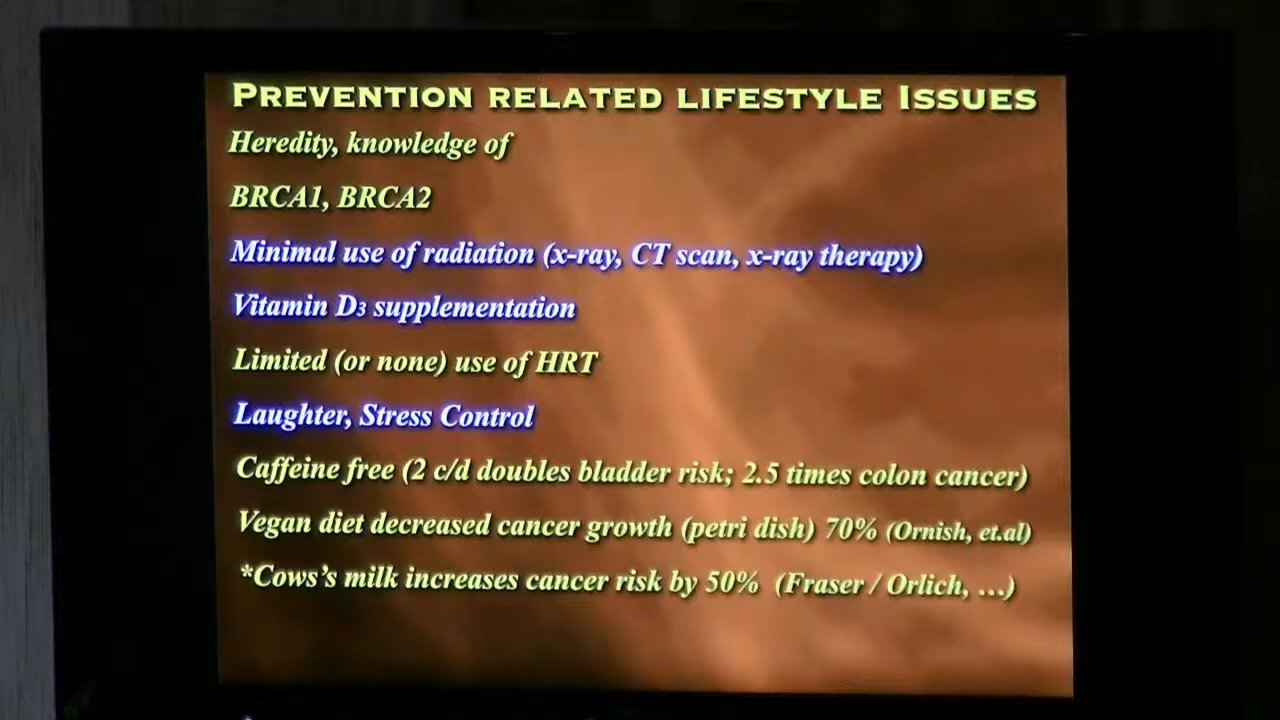 PREVENTION RELATED LIFESTYLE ISSUES
Heredity, knowledge of
BRCA1, BRCA2
Minimal use of radiation (x-ray, CT scan, x-ray therapy)
Vitamin D3 supplementation
Limited (or none) use of HRT
Laughter, Stress Control
Caffeine free (2 c/d doubles bladder risk; 2.5 times colon cancer)
Vegan diet decreased cancer growth (petri dish) 70% (Ornish, et.al)
*Cows's milk increases cancer risk by 50% (Fraser / Orlich, ...)